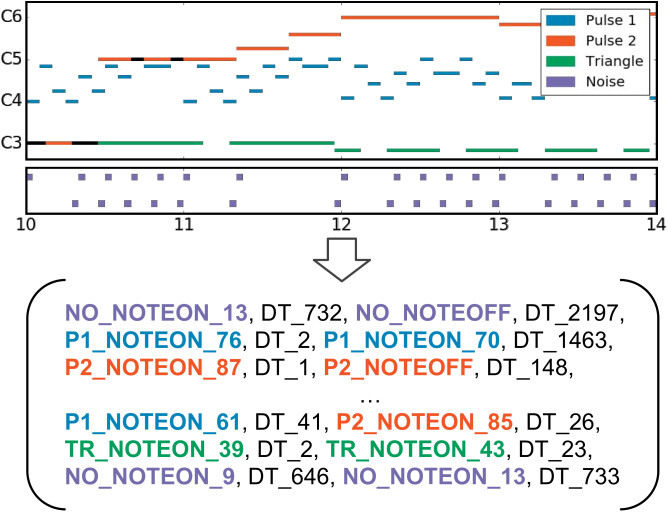 C6
C5
C4
C3
Pulse 1
Pulse 2
Triangle
Noise
10 11 12 13 14
NO_NOTEON_13, DT_732, NO_NOTEOFF, DT_2197,
P1_NOTEON_76, DT_2, P1_NOTEON_70, DT_1463,
P2_NOTEON_87, DT_1, P2_NOTEOFF, DT_148,
...
P1_NOTEON_61, DT_41, P2_NOTEON_85, DT_26,
TR_NOTEON_39, DT_2, TR_NOTEON_43, DT_23,
NO_NOTEON_9, DT_646, NO_NOTEON_13, DT_733